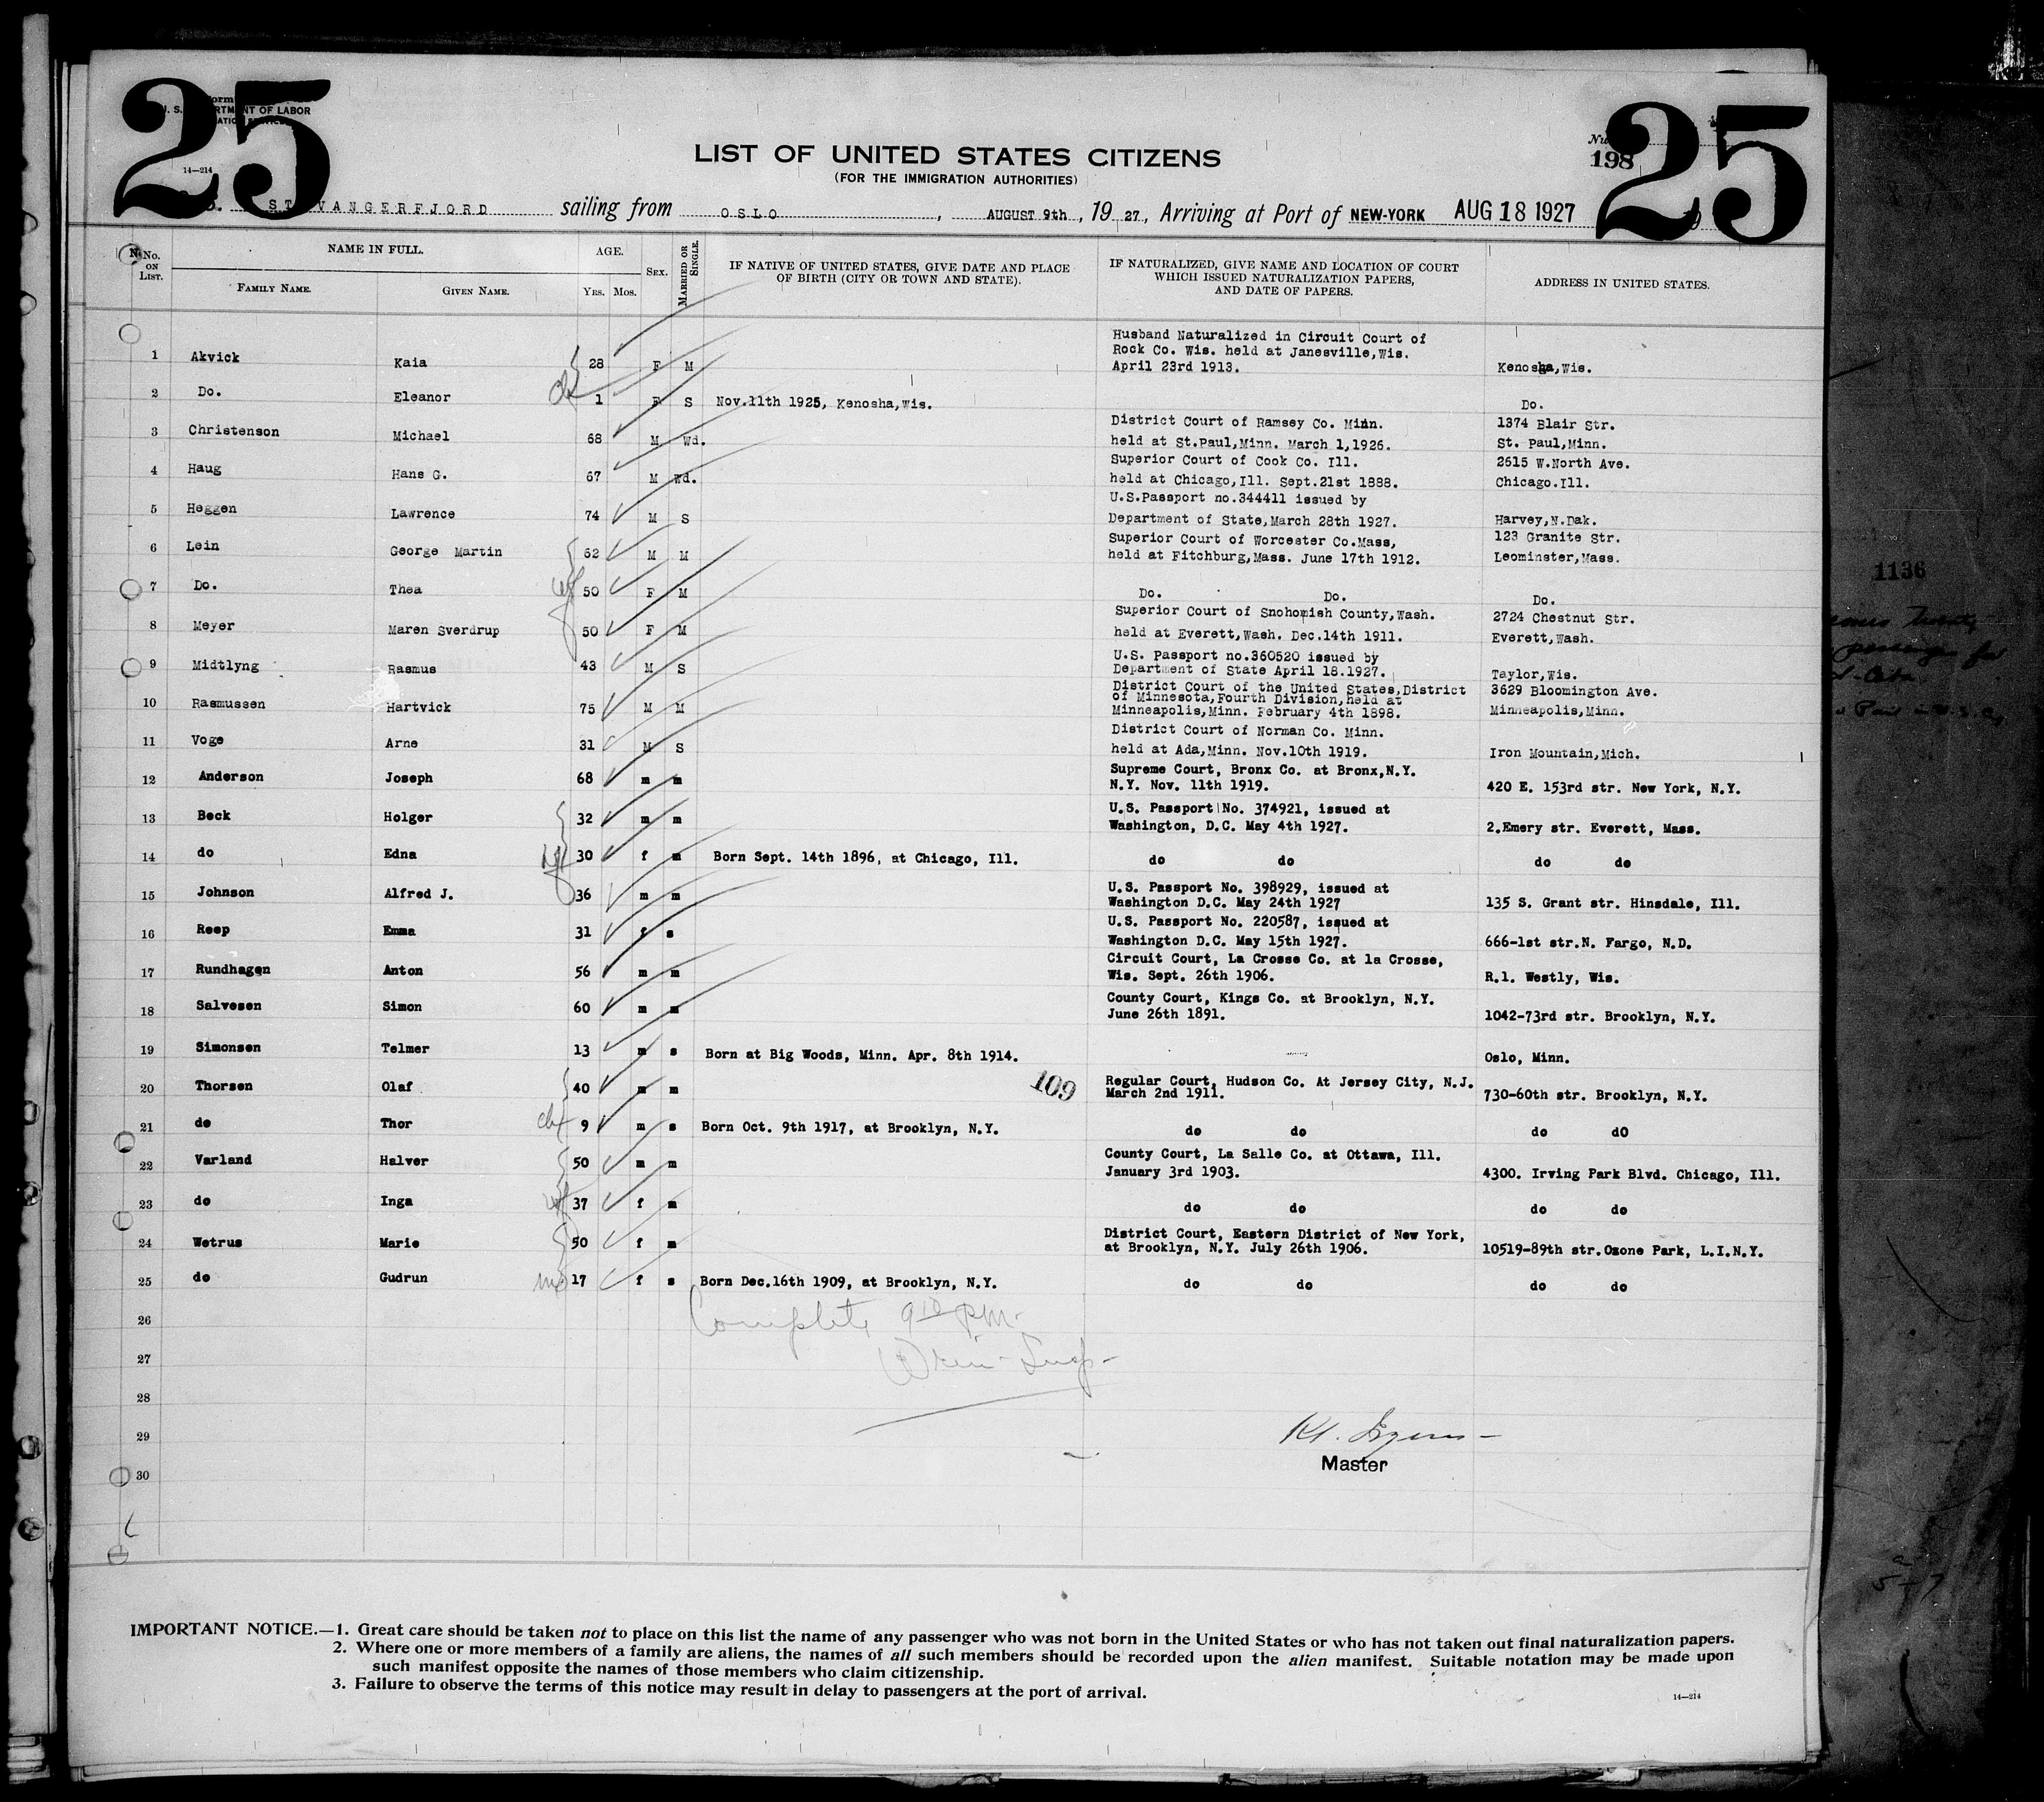 25
25
14—214
198
LIST OF UNITED STATES CITIZENS
(FOR THE IMMIGRATION AUTHORITIES)
STAVANGERFJORD sailing from OSLO, AUGUST 9th, 19 27, Arriving at Port of NEW-YORK AUG 18 1927
No. ON LIST. NAME IN FULL. FAMILY NAME. GIVEN NAME. AGE. YRS. MOS. SEX. MARRIED OR SINGLE. IF NATIVE OF UNITED STATES, GIVE DATE AND PLACE OF BIRTH (CITY OR TOWN AND STATE). IF NATURALIZED, GIVE NAME AND LOCATION OF COURT WHICH ISSUED NATURALIZATION PAPERS, AND DATE OF PAPERS. ADDRESS IN UNITED STATES.
Husband Naturalized in Circuit Court of
Rock Co. Wis. held at Janesville, Wis.
1 Akvick Kaia 28 F M April 23rd 1913. Kenosha, Wis.
2 Do. Eleanor 1 F S Nov.11th 1925, Kenosha, Wis. Do.
District Court of Ramsey Co. Minn. 1374 Blair Str.
3 Christenson Michael 68 M Wd. held at St.Paul, Minn. March 1, 1926. St. Paul, Minn.
Superior Court of Cook Co. Ill. 2615 W.North Ave.
4 Haug Hans G. 67 M Wd. held at Chicago, Ill. Sept.21st 1888. Chicago.Ill.
U.S.Passport no.344411 issued by
5 Heggen Lawrence 74 M S Department of State, March 28th 1927. Harvey, N.Dak.
Superior Court of Worcester Co.Mass, 123 Granite Str.
6 Lein George Martin 62 M M held at Fitchburg, Mass. June 17th 1912. Leominster, Mass.
7 Do. Thea 50 F M Do. Do. Do.
Superior Court of Snohomish County, Wash. 2724 Chestnut Str.
8 Meyer Maren Sverdrup 50 F M held at Everett, Wash. Dec.14th 1911. Everett, Wash.
U.S. Passport no.360520 issued by
9 Midtlyng Rasmus 43 M S Department of State April 18.1927. Taylor, Wis.
District Court of the United States, District 3629 Bloomington Ave.
of Minnesota, Fourth Division, held at
10 Rasmussen Hartvick 75 M M Minneapolis, Minn. February 4th 1898. Minneapolis, Minn.
District Court of Norman Co. Minn.
11 Voge Arne 31 M S held at Ada, Minn. Nov.10th 1919. Iron Mountain, Mich.
Supreme Court, Bronx Co. at Bronx, N.Y.
12 Anderson Joseph 68 m m N.Y. Nov. 11th 1919. 420 E. 153rd str. New York, N.Y.
U.S. Passport No. 374921, issued at
13 Beck Holger 32 m m Washington, D.C. May 4th 1927. 2.Emery str. Everett, Mass.
14 do Edna 30 f m Born Sept. 14th 1896, at Chicago, Ill. do do do do
U.S. Passport No. 398929, issued at
15 Johnson Alfred J. 36 m m Washington D.C. May 24th 1927 135 S. Grant str. Hinsdale, Ill.
U.S. Passport No. 220587, issued at
16 Reep Emma 31 f s Washington D.C. May 15th 1927. 666-1st str.N. Fargo, N.D.
Circuit Court, La Crosse Co. at la Crosse,
17 Rundhagen Anton 56 m m Wis. Sept. 26th 1906. R.1. Westly, Wis.
County Court, Kings Co. at Brooklyn, N.Y.
18 Salvesen Simon 60 m m June 26th 1891. 1042-73rd str. Brooklyn, N.Y.
19 Simonsen Telmer 13 m s Born at Big Woods, Minn. Apr. 8th 1914. Oslo, Minn.
109
Regular Court, Hudson Co. At Jersey City, N.J.
20 Thorsen Olaf 40 m m March 2nd 1911. 730-60th str. Brooklyn, N.Y.
21 do Thor 9 m s Born Oct. 9th 1917, at Brooklyn, N.Y. do do do dO
County Court, La Salle Co. at Ottawa, Ill.
22 Varland Halver 50 m m January 3rd 1903. 4300. Irving Park Blvd. Chicago, Ill.
23 do Inga 37 f m do do do do
District Court, Eastern District of New York,
24 Wetrus Marie 50 f m at Brooklyn, N.Y. July 26th 1906. 10519-89th str.Ozone Park, L.I.N.Y.
25 do Gudrun 17 f s Born Dec.16th 1909, at Brooklyn, N.Y. do do do do
26 Complete 9 10 PM.
27
28
29
Master
30
1136
IMPORTANT NOTICE.—1. Great care should be taken not to place on this list the name of any passenger who was not born in the United States or who has not taken out final naturalization papers.
2. Where one or more members of a family are aliens, the names of all such members should be recorded upon the alien manifest. Suitable notation may be made upon
such manifest opposite the names of those members who claim citizenship.
3. Failure to observe the terms of this notice may result in delay to passengers at the port of arrival.
14—214